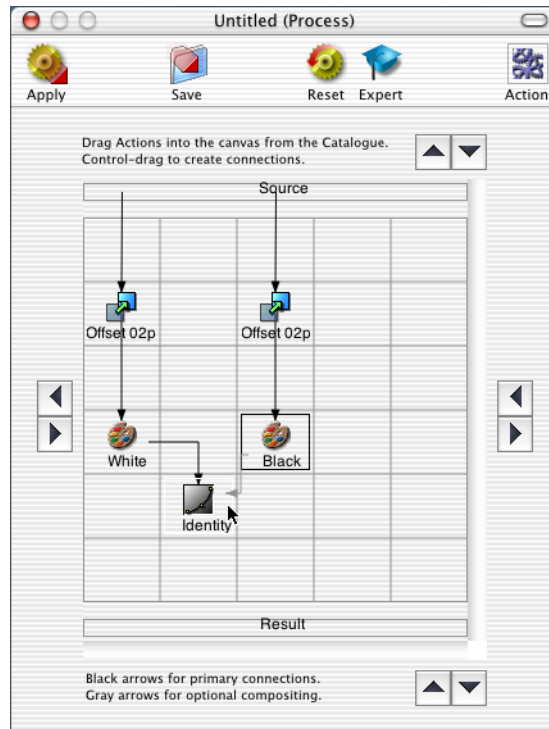 Untitled (Process)
Apply
Save
Reset
Expert
Action
Drag Actions into the canvas from the Catalogue.
Control-drag to create connections.
Source
Offset 02p
Offset 02p
White
Black
Identity
Result
Black arrows for primary connections.
Gray arrows for optional compositing.